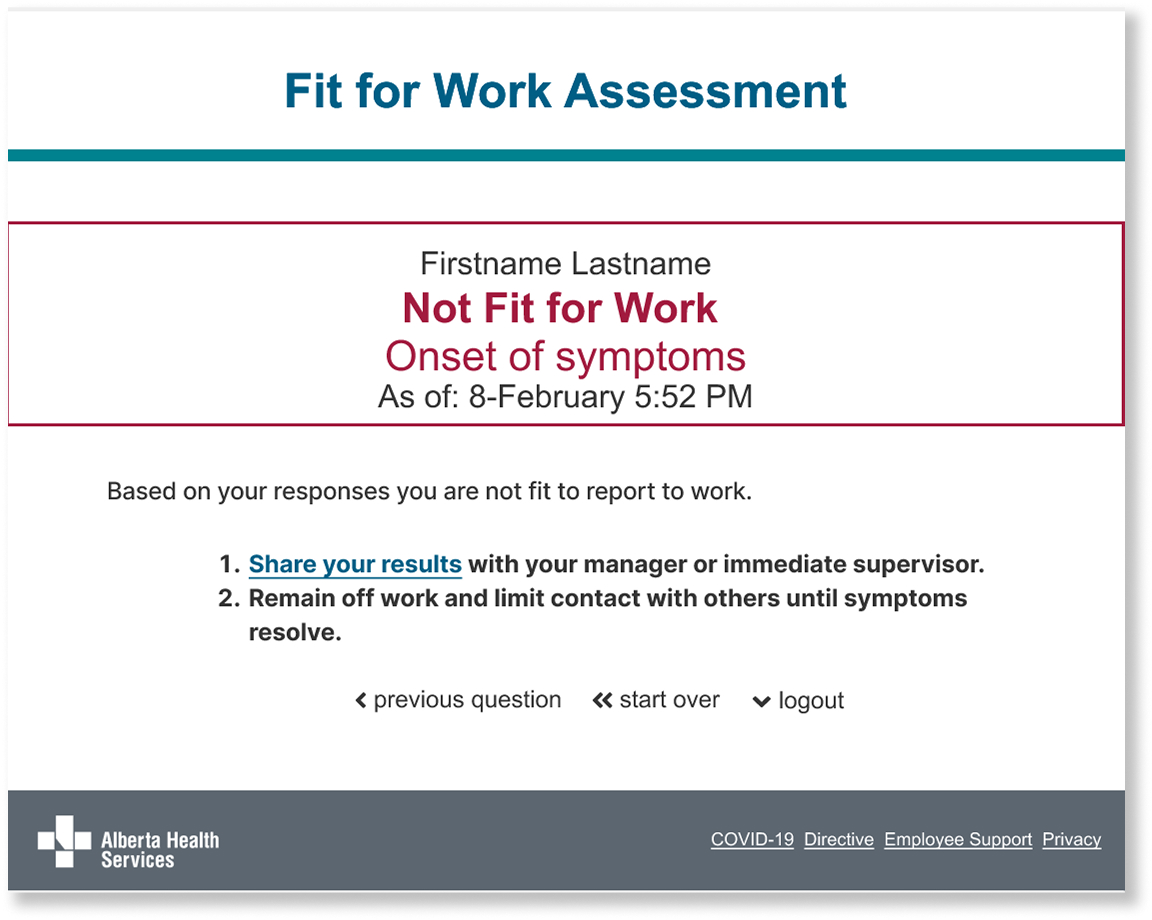 Fit for Work Assessment
Firstname Lastname
Not Fit for Work
Onset of symptoms
As of: 8-February 5:52 PM
Based on your responses you are not fit to report to work.
1. Share your results with your manager or immediate supervisor.
2. Remain off work and limit contact with others until symptoms
resolve.
previous question start over logout
Alberta Health
Services
COVID-19 Directive Employee Support Privacy